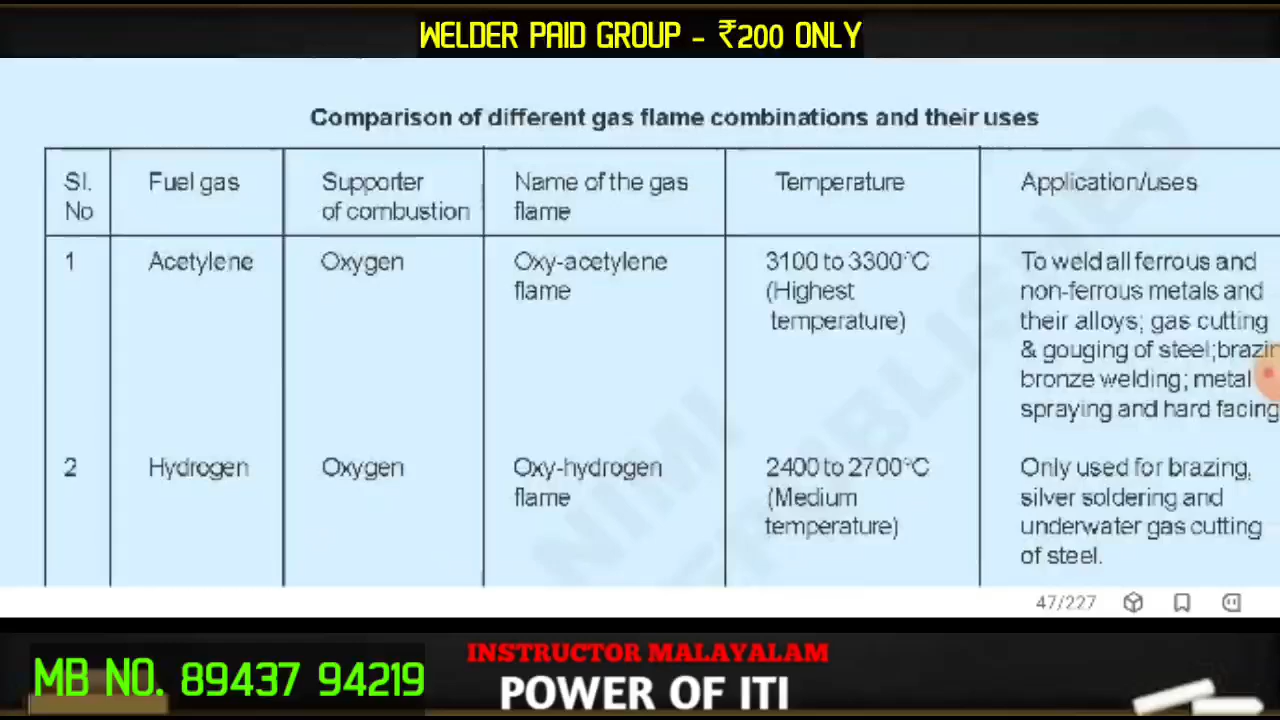 WELDER PAID GROUP - ₹200 ONLY
Comparison of different gas flame combinations and their uses
Sl. No | Fuel gas | Supporter of combustion | Name of the gas flame | Temperature | Application/uses
1 | Acetylene | Oxygen | Oxy-acetylene flame | 3100 to 3300°C (Highest temperature) | To weld all ferrous and non-ferrous metals and their alloys; gas cutting & gouging of steel; bronze welding; metal spraying and hard facing
2 | Hydrogen | Oxygen | Oxy-hydrogen flame | 2400 to 2700°C (Medium temperature) | Only used for brazing, silver soldering and underwater gas cutting of steel.
47/227
MB NO. 89437 94219
INSTRUCTOR MALAYALAM
POWER OF ITI